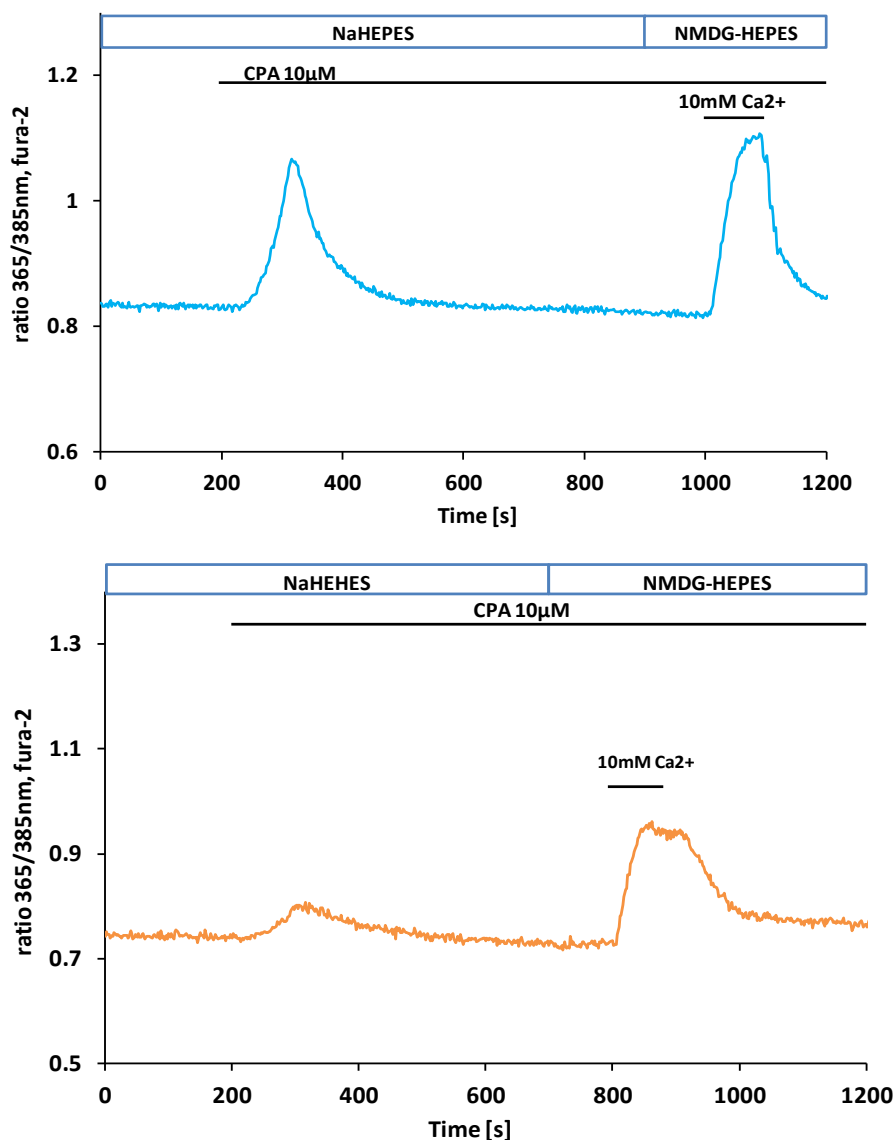 NaHEPES NMDG-HEPES
CPA 10µM
10mM Ca2+
1.2
1
0.8
0.6
ratio 365/385nm, fura-2
0 200 400 600 800 1000 1200
Time [s]
NaHEHES NMDG-HEPES
CPA 10µM
10mM Ca2+
1.3
1.1
0.9
0.7
0.5
ratio 365/385nm, fura-2
0 200 400 600 800 1000 1200
Time [s]